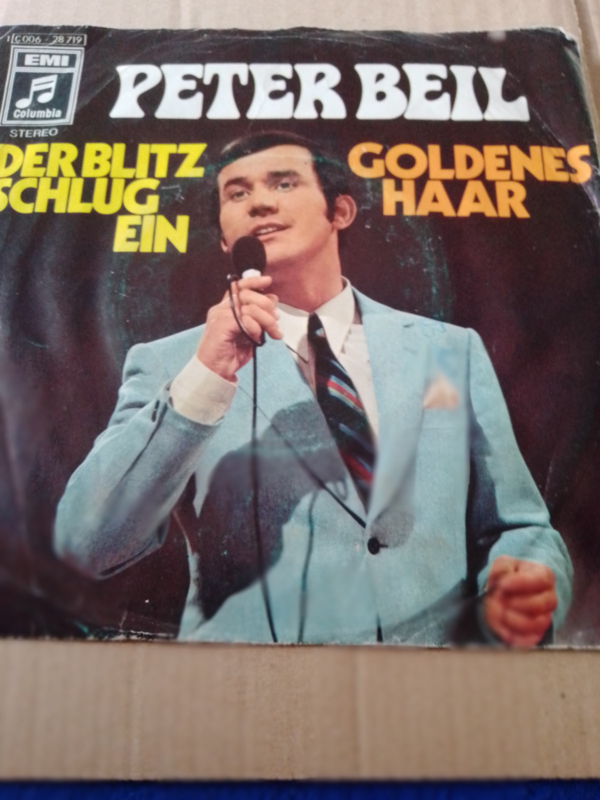 1C 006-28 719
EMI
Columbia
STEREO
PETER BEIL
DER BLITZ
SCHLUG
EIN
GOLDENES
HAAR